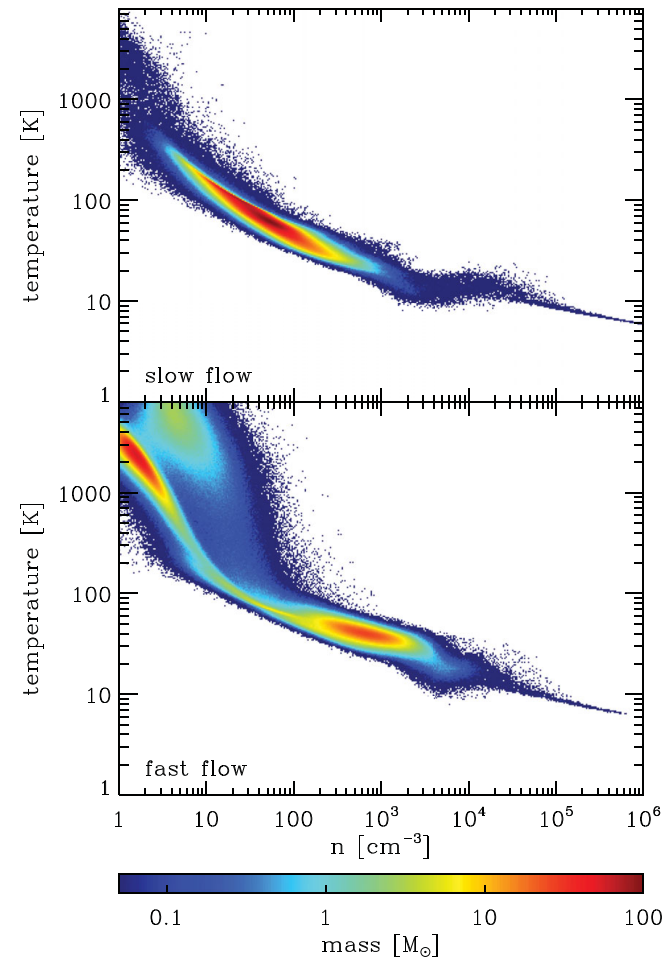 temperature [K]
1000
100
10
1
slow flow
temperature [K]
1000
100
10
1
fast flow
1 10 100 10³ 10⁴ 10⁵ 10⁶
n [cm⁻³]
0.1 1 10 100
mass [M☉]